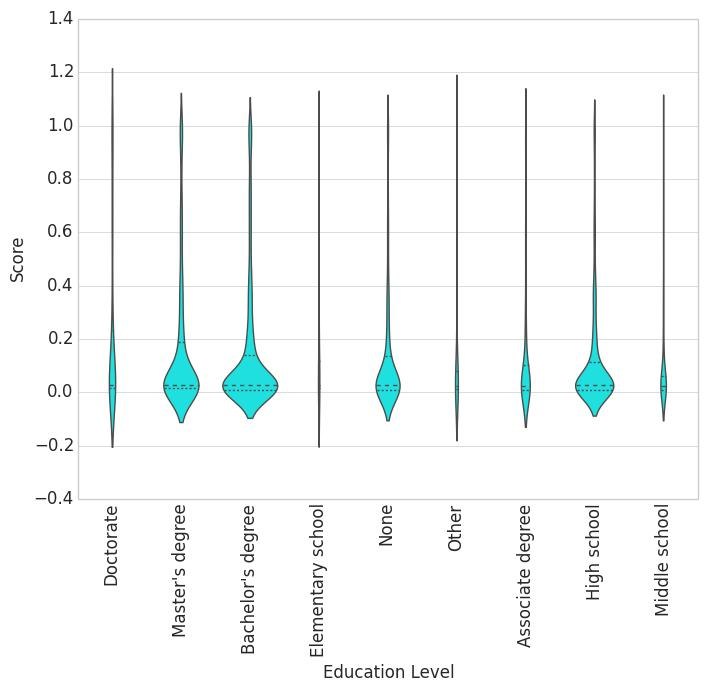 1.4
1.2
1.0
0.8
0.6
0.4
0.2
0.0
−0.2
−0.4
Score
Doctorate
Master's degree
Bachelor's degree
Elementary school
None
Other
Associate degree
High school
Middle school
Education Level